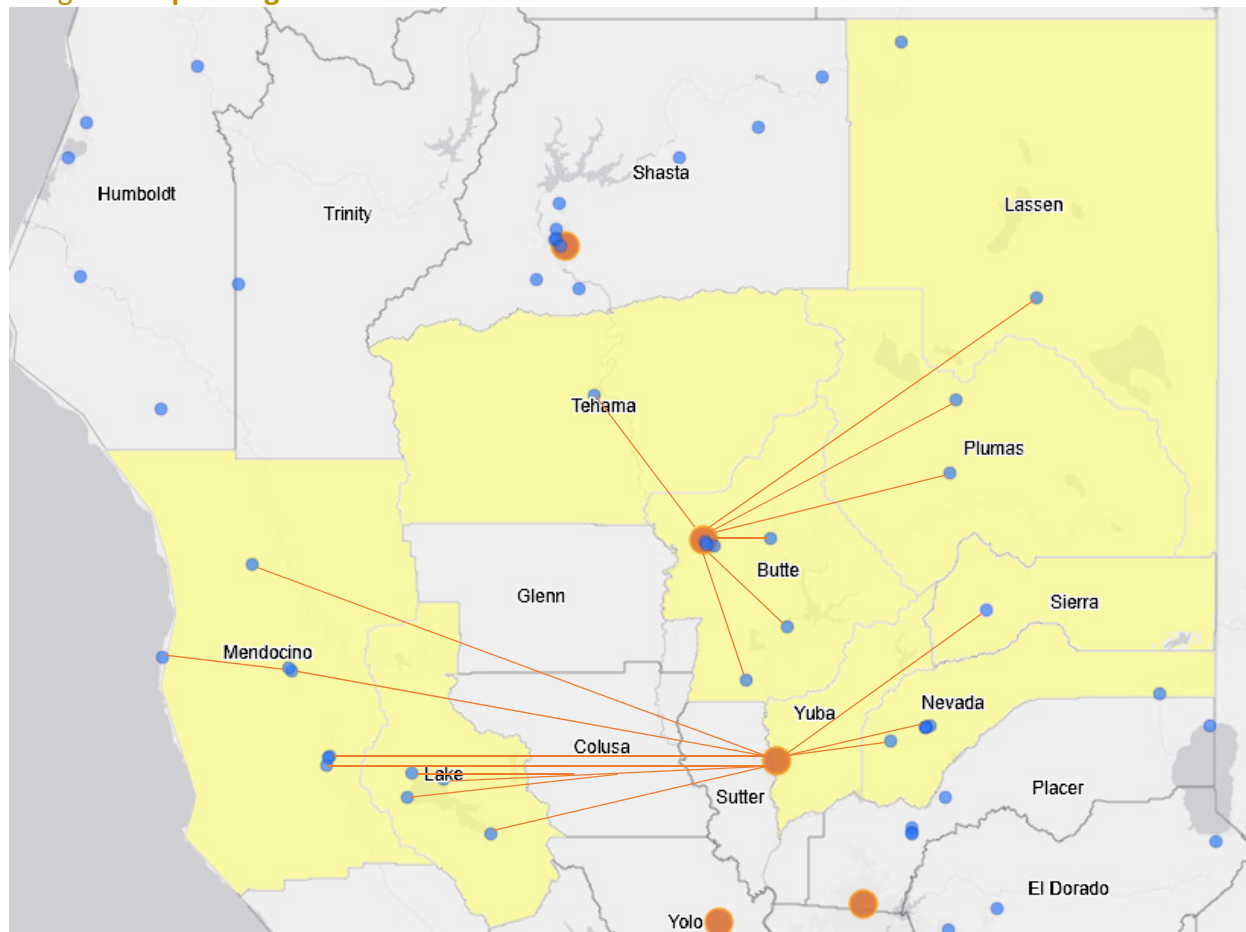 Humboldt
Trinity
Shasta
Lassen
Tehama
Plumas
Butte
Glenn
Sierra
Mendocino
Nevada
Yuba
Colusa
Lake
Sutter
Placer
El Dorado
Yolo